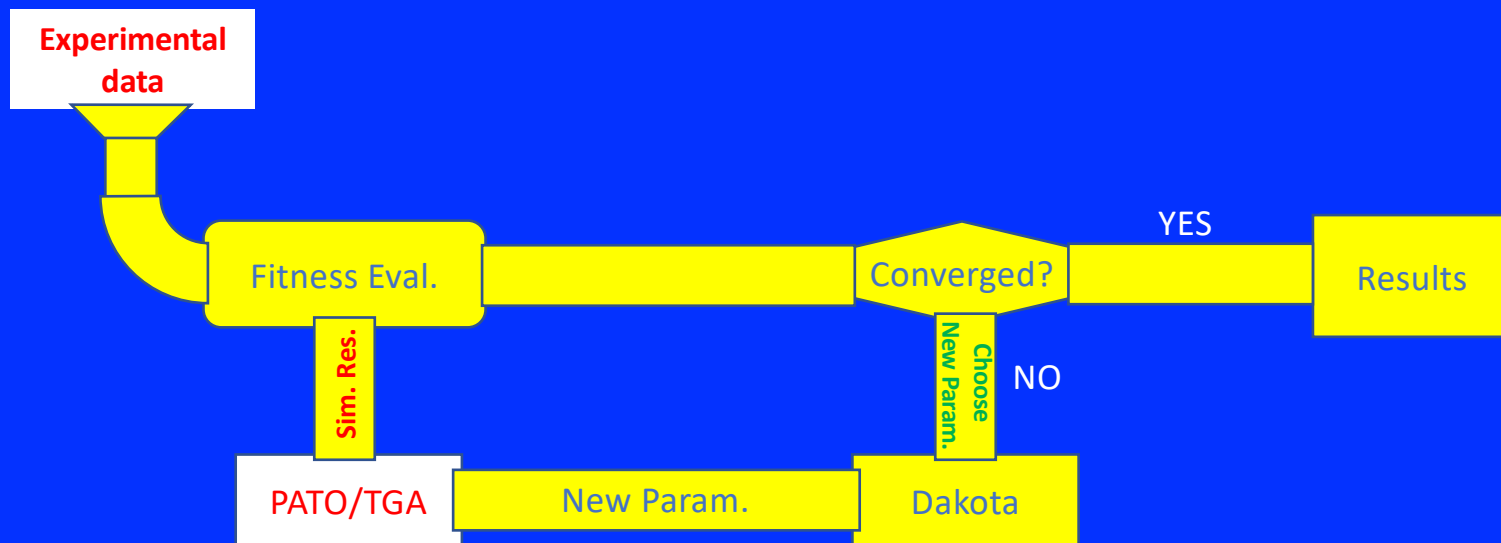 Experimental
data
YES
Fitness Eval.
Converged?
Results
Sim. Res.
Choose
New Param.
NO
PATO/TGA
New Param.
Dakota